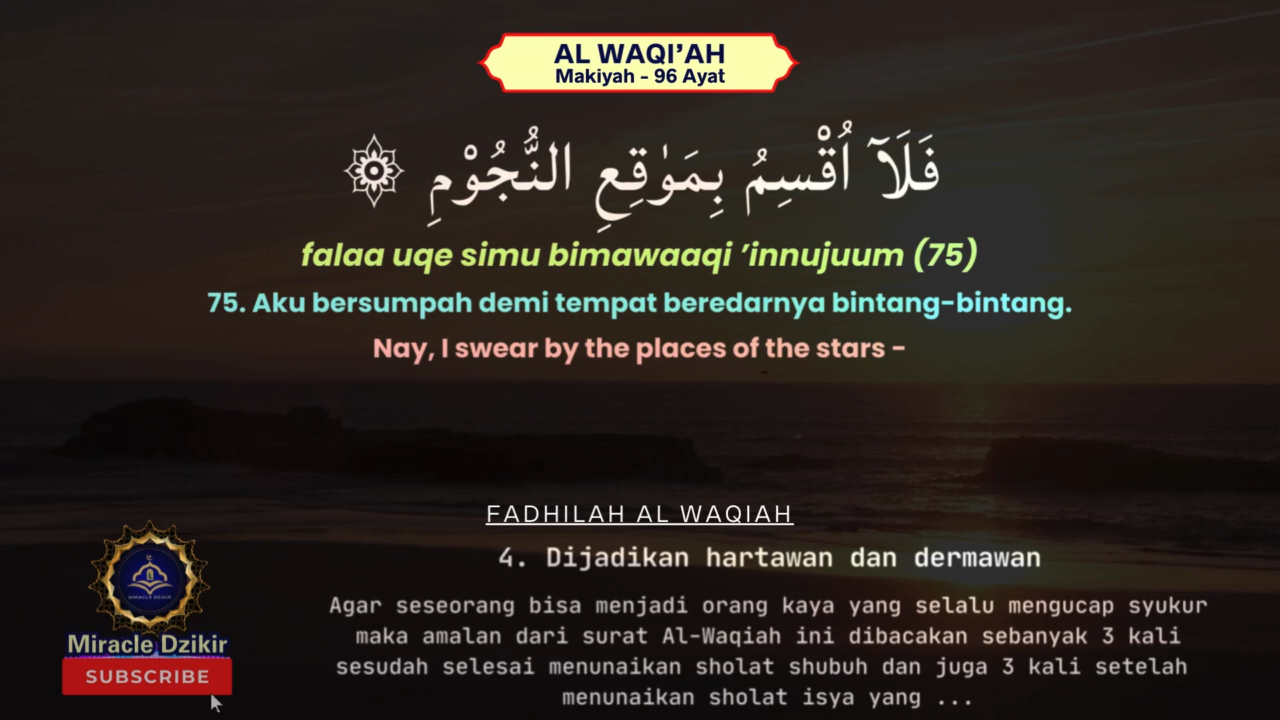 AL WAQI’AH
Makiyah - 96 Ayat
فَلَآ اُقْسِمُ بِمَوٰقِعِ النُّجُوْمِ ۞
falaa uqe simu bimawaaqi ’innujuum (75)
75. Aku bersumpah demi tempat beredarnya bintang-bintang.
Nay, I swear by the places of the stars -
FADHILAH AL WAQIAH
4. Dijadikan hartawan dan dermawan
Agar seseorang bisa menjadi orang kaya yang selalu mengucap syukur
maka amalan dari surat Al-Waqiah ini dibacakan sebanyak 3 kali
sesudah selesai menunaikan sholat shubuh dan juga 3 kali setelah
menunaikan sholat isya yang ...
MIRACLE DZIKIR
Miracle Dzikir
SUBSCRIBE